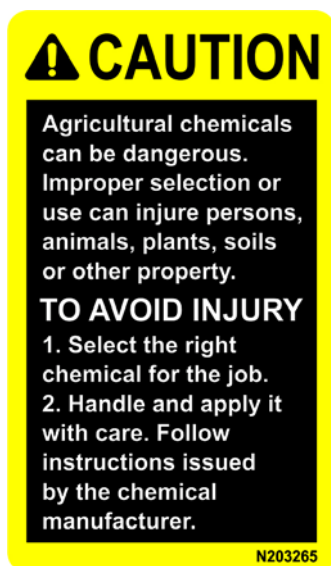 CAUTION
Agricultural chemicals
can be dangerous.
Improper selection or
use can injure persons,
animals, plants, soils
or other property.
TO AVOID INJURY
1. Select the right
chemical for the job.
2. Handle and apply it
with care. Follow
instructions issued
by the chemical
manufacturer.
N203265